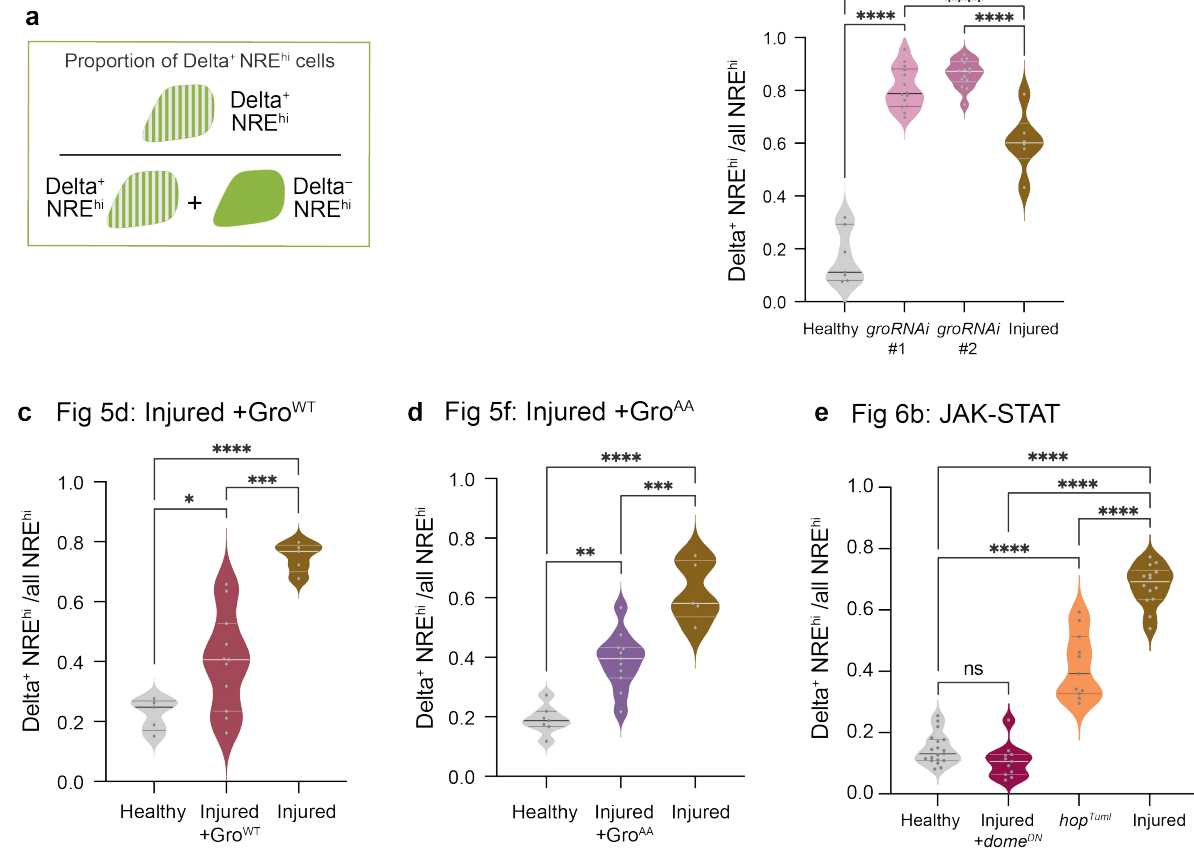 a
Proportion of Delta⁺ NREʰⁱ cells
Delta⁺
NREʰⁱ
Delta⁺
NREʰⁱ
+
Delta⁻
NREʰⁱ
****
****
****
Delta⁺ NREʰⁱ /all NREʰⁱ
1.0
0.8
0.6
0.4
0.2
0.0
Healthy groRNAi groRNAi Injured
#1 #2
c Fig 5d: Injured +Groᵂᵀ
****
***
*
Delta⁺ NREʰⁱ /all NREʰⁱ
1.0
0.8
0.6
0.4
0.2
0.0
Healthy Injured Injured
+Groᵂᵀ
d Fig 5f: Injured +Groᴬᴬ
****
***
**
Delta⁺ NREʰⁱ /all NREʰⁱ
1.0
0.8
0.6
0.4
0.2
0.0
Healthy Injured Injured
+Groᴬᴬ
e Fig 6b: JAK-STAT
****
****
****
****
ns
Delta⁺ NREʰⁱ /all NREʰⁱ
1.0
0.8
0.6
0.4
0.2
0.0
Healthy Injured hopᵀᵘᵐˡ Injured
+domeᴰᴺ